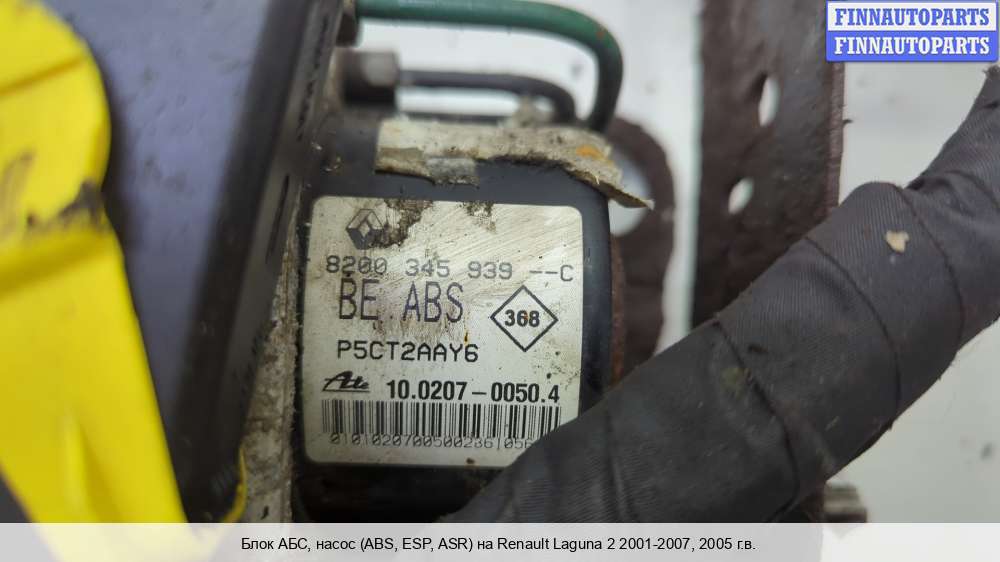 FINNAUTOPARTS
FINNAUTOPARTS
8200 345 939 --C
BE.ABS
368
P5CT2AAY6
Ate 10.0207-0050.4
Блок АБС, насос (ABS, ESP, ASR) на Renault Laguna 2 2001-2007, 2005 г.в.